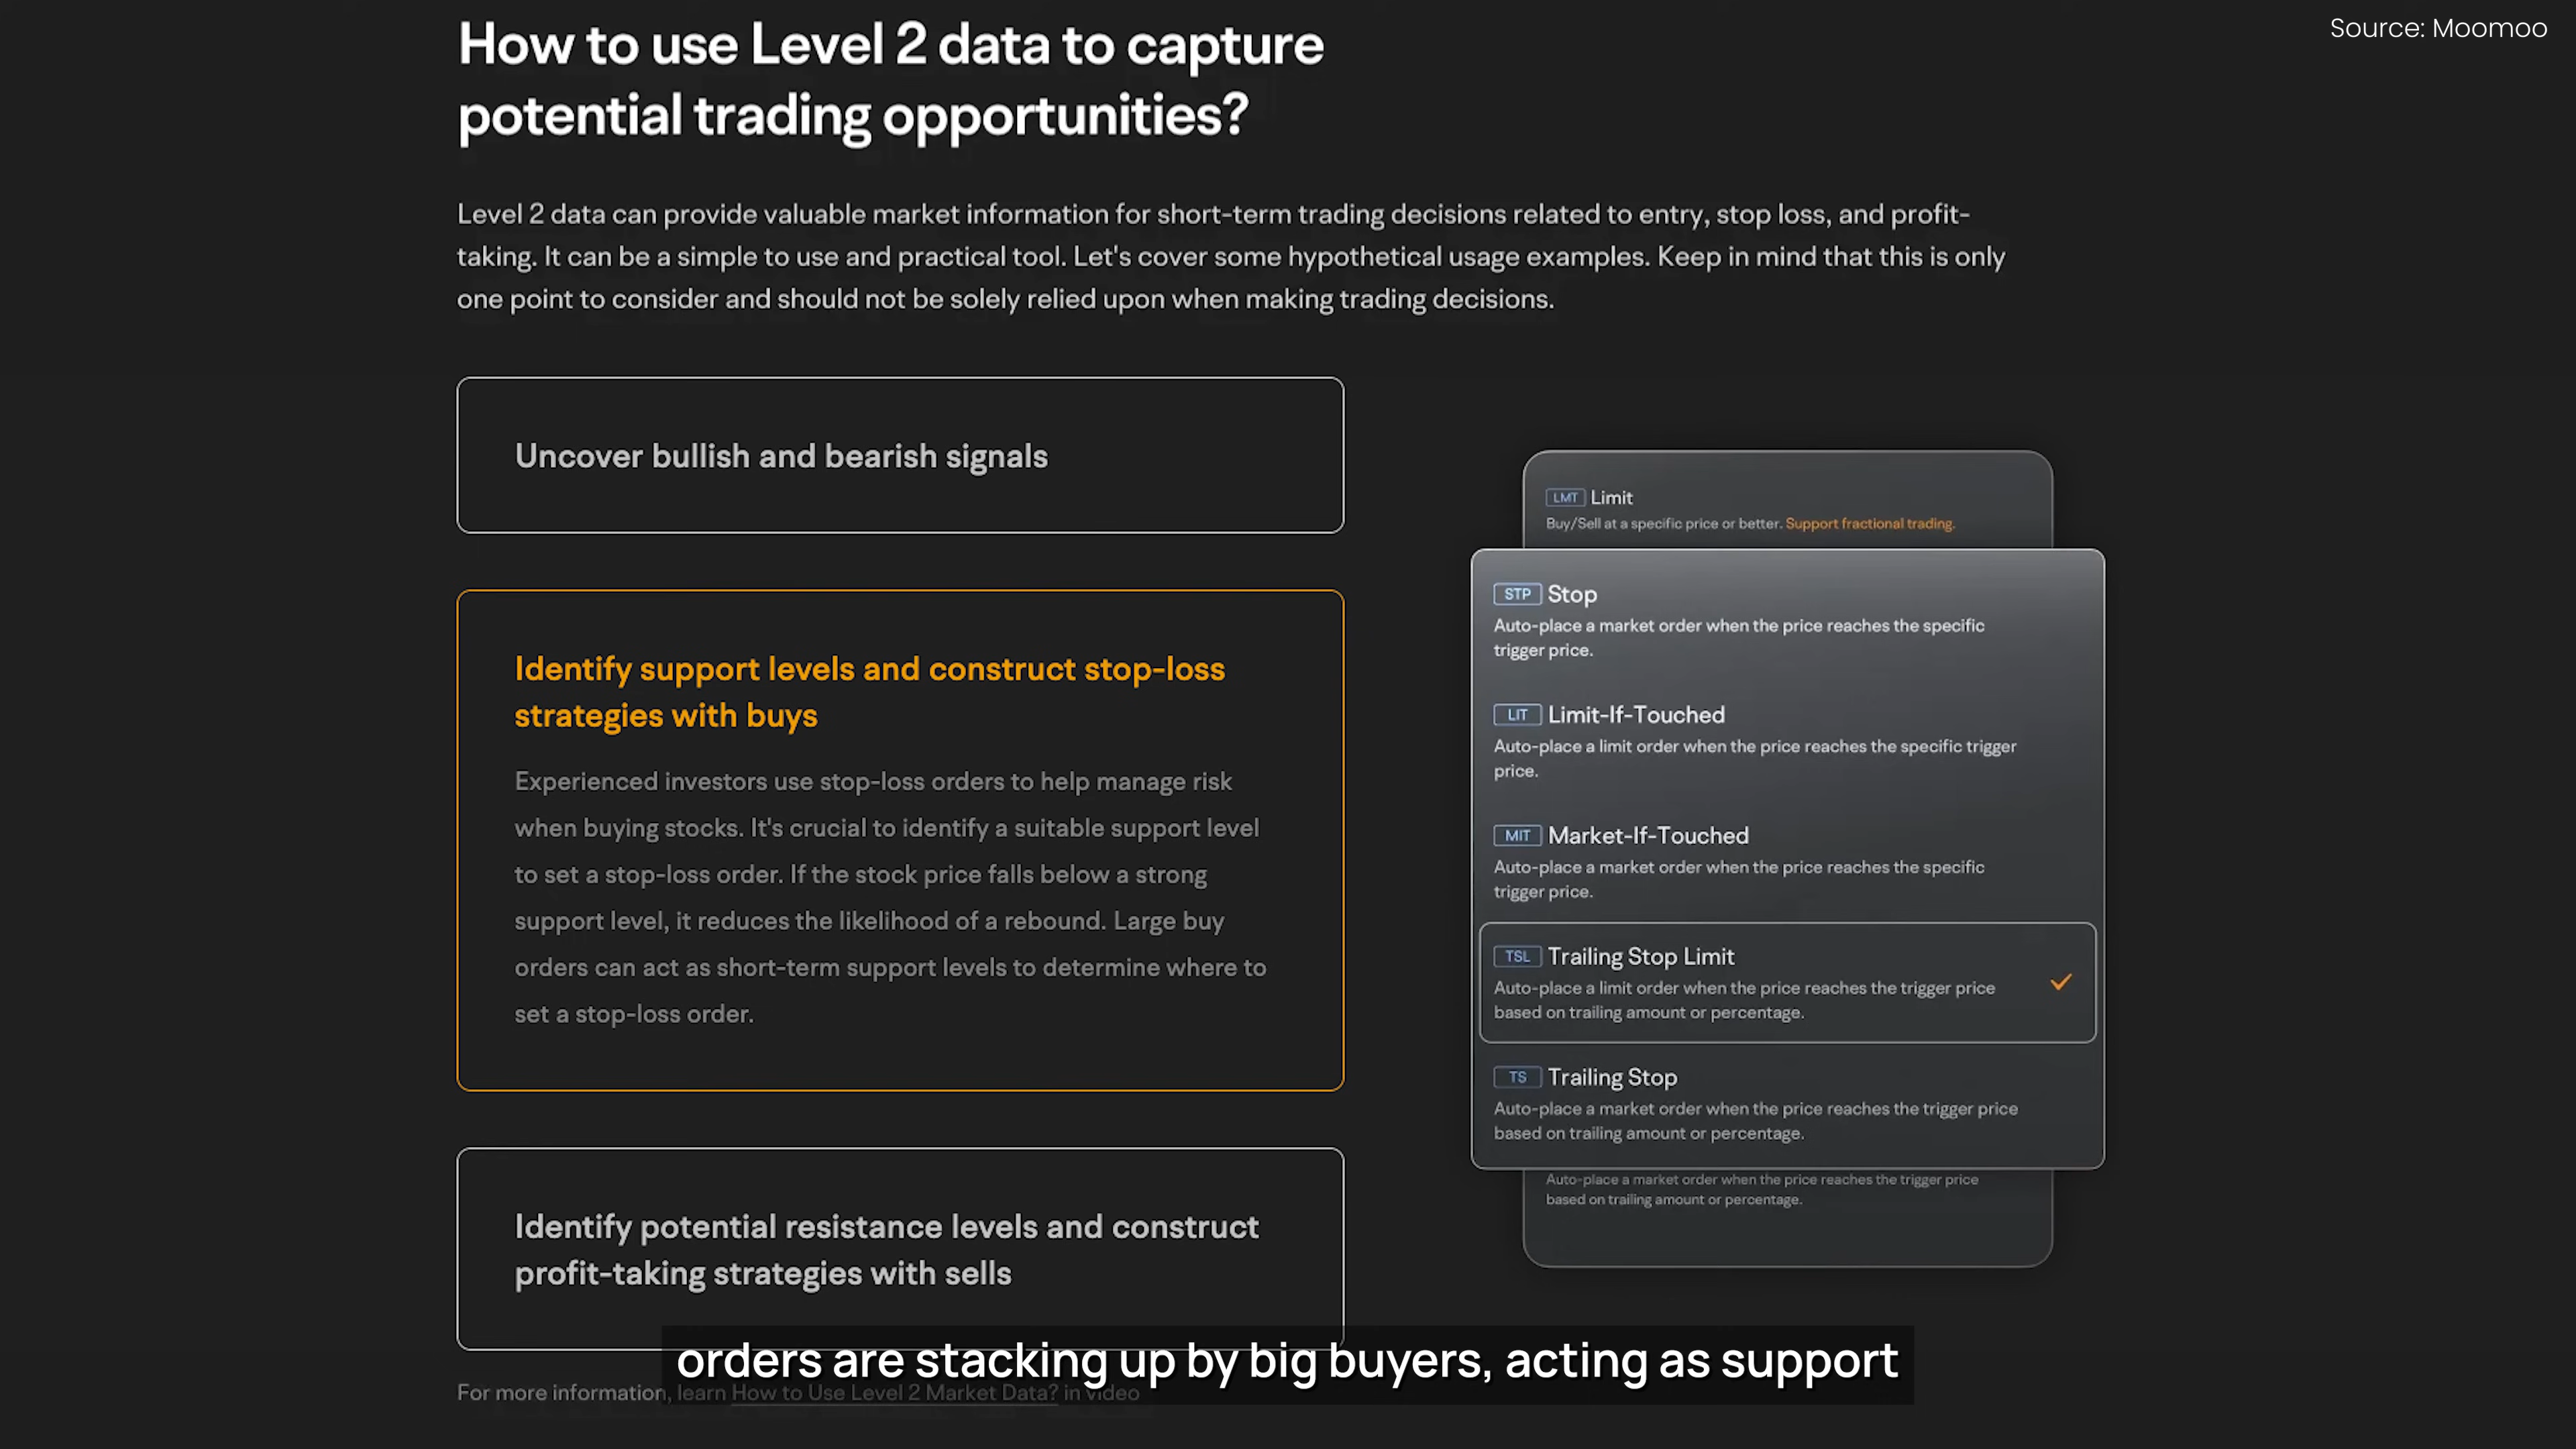 Source: Moomoo
How to use Level 2 data to capture
potential trading opportunities?
Level 2 data can provide valuable market information for short-term trading decisions related to entry, stop loss, and profit-
taking. It can be a simple to use and practical tool. Let's cover some hypothetical usage examples. Keep in mind that this is only
one point to consider and should not be solely relied upon when making trading decisions.
Uncover bullish and bearish signals
Identify support levels and construct stop-loss
strategies with buys
Experienced investors use stop-loss orders to help manage risk
when buying stocks. It's crucial to identify a suitable support level
to set a stop-loss order. If the stock price falls below a strong
support level, it reduces the likelihood of a rebound. Large buy
orders can act as short-term support levels to determine where to
set a stop-loss order.
Identify potential resistance levels and construct
profit-taking strategies with sells
LMT Limit
Buy/Sell at a specific price or better. Support fractional trading.
STP Stop
Auto-place a market order when the price reaches the specific
trigger price.
LIT Limit-If-Touched
Auto-place a limit order when the price reaches the specific trigger
price.
MIT Market-If-Touched
Auto-place a market order when the price reaches the specific
trigger price.
TSL Trailing Stop Limit
Auto-place a limit order when the price reaches the trigger price
based on trailing amount or percentage.
TS Trailing Stop
Auto-place a market order when the price reaches the trigger price
based on trailing amount or percentage.
Auto-place a market order when the price reaches the trigger price
based on trailing amount or percentage.
orders are stacking up by big buyers, acting as support
For more information, learn How to Use Level 2 Market Data? in video